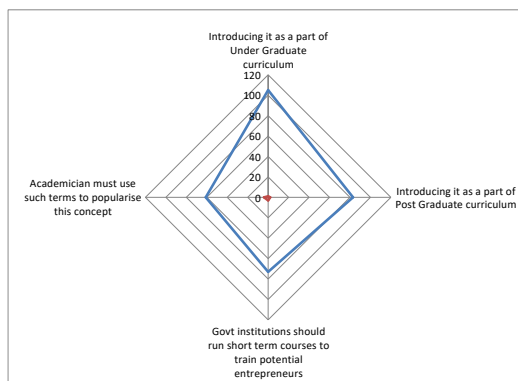 Introducing it as a part of
Under Graduate
curriculum
120
100
80
60
40
20
0
Academician must use
such terms to popularise
this concept
Introducing it as a part of
Post Graduate curriculum
Govt institutions should
run short term courses to
train potential
entrepreneurs